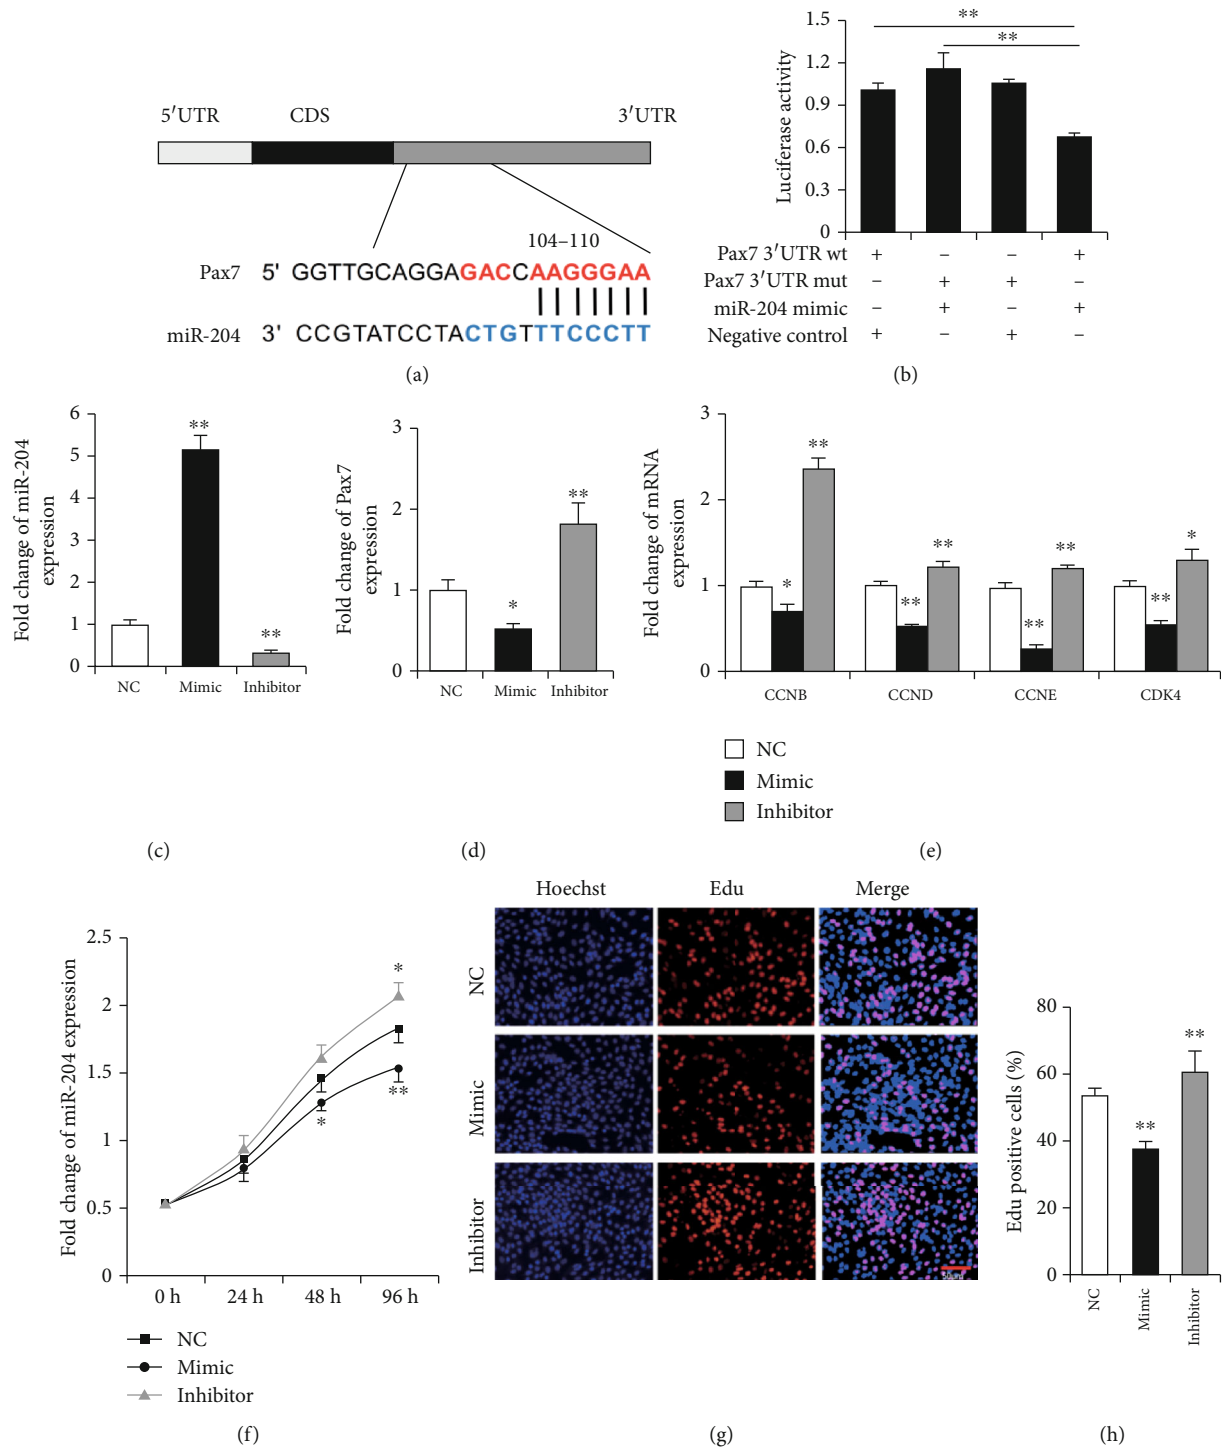 5′UTR CDS 3′UTR
104–110
Pax7 5' GGTTGCAGGAGACCAAGGGAA
miR-204 3' CCGTATCCTACTGTTTCCCTT
(a)
Luciferase activity
1.5
1.2
0.9
0.6
0.3
0
** 
**
Pax7 3′UTR wt + – – +
Pax7 3′UTR mut – + + –
miR-204 mimic – + – +
Negative control + – + –
(b)
Fold change of miR-204
expression
6
5
4
3
2
1
0
**
**
NC Mimic Inhibitor
(c)
Fold change of Pax7
expression
3
2
1
0
*
**
NC Mimic Inhibitor
(d)
Fold change of mRNA
expression
3
2
1
0
* ** ** ** ** ** ** *
CCNB CCND CCNE CDK4
NC
Mimic
Inhibitor
(e)
Fold change of miR-204 expression
2.5
2
1.5
1
0.5
0
*
*
**
0 h 24 h 48 h 96 h
NC
Mimic
Inhibitor
(f)
Hoechst Edu Merge
NC
Mimic
Inhibitor
50μm
(g)
Edu positive cells (%)
80
60
40
20
0
**
**
NC Mimic Inhibitor
(h)